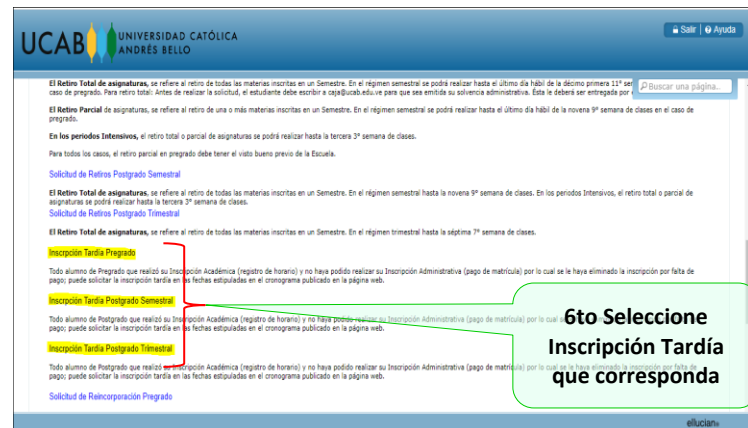 UCAB UNIVERSIDAD CATÓLICA
ANDRÉS BELLO
Salir | Ayuda
Buscar una página..
El Retiro Total de asignaturas, se refiere al retiro de todas las materias inscritas en un Semestre. En el régimen semestral se podrá realizar hasta el último día hábil de la décimo primera 11°
caso de pregrado. Para retiro total: Antes de realizar la solicitud, el estudiante debe escribir a caja@ucab.edu.ve para que sea emitida su solvencia administrativa. Ésta le deberá ser entregada por
El Retiro Parcial de asignaturas, se refiere al retiro de una o más materias inscritas en un Semestre. En el régimen semestral se podrá realizar hasta el último día hábil de la novena 9° semana de clases en el caso de
pregrado.
En los periodos Intensivos, el retiro total o parcial de asignaturas se podrá realizar hasta la tercera 3° semana de clases.
Para todos los casos, el retiro parcial en pregrado debe tener el visto bueno previo de la Escuela.
Solicitud de Retiros Postgrado Semestral
El Retiro Total de asignaturas, se refiere al retiro de todas las materias inscritas en un Semestre. En el régimen semestral hasta la novena 9° semana de clases. En los periodos Intensivos, el retiro total o parcial de
asignaturas se podrá realizar hasta la tercera 3° semana de clases.
Solicitud de Retiros Postgrado Trimestral
El Retiro Total de asignaturas, se refiere al retiro de todas las materias inscritas en un Semestre. En el régimen trimestral hasta la séptima 7° semana de clases.
Inscrpción Tardía Pregrado
Todo alumno de Pregrado que realizó su Inscripción Académica (registro de horario) y no haya podido realizar su Inscripción Administrativa (pago de matrícula) por lo cual se le haya eliminado la inscripción por falta de
pago; puede solicitar la inscripción tardía en las fechas estipuladas en el cronograma publicado en la página web.
Inscrpción Tardía Postgrado Semestral
Todo alumno de Postgrado que realizó su Inscripción Académica (registro de horario) y no haya podido realizar su Inscripción Administrativa (pago de matrícula) por lo
pago; puede solicitar la inscripción tardía en las fechas estipuladas en el cronograma publicado en la página web.
Inscrpción Tardía Postgrado Trimestral
Todo alumno de Postgrado que realizó su Inscripción Académica (registro de horario) y no haya podido realizar su Inscripción Administrativa (pago de matrícula) por lo cual se le haya eliminado la inscripción por falta de
pago; puede solicitar la inscripción tardía en las fechas estipuladas en el cronograma publicado en la página web.
Solicitud de Reincorporación Pregrado
6to Seleccione
Inscripción Tardía
que corresponda
ellucian